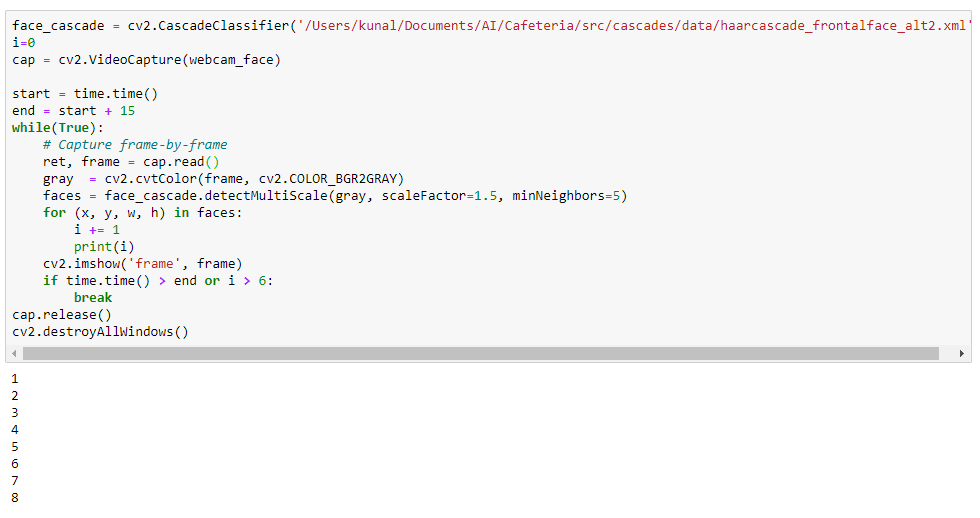 face_cascade = cv2.CascadeClassifier('/Users/kunal/Documents/AI/Cafeteria/src/cascades/data/haarcascade_frontalface_alt2.xml'
i=0
cap = cv2.VideoCapture(webcam_face)

start = time.time()
end = start + 15
while(True):
    # Capture frame-by-frame
    ret, frame = cap.read()
    gray  = cv2.cvtColor(frame, cv2.COLOR_BGR2GRAY)
    faces = face_cascade.detectMultiScale(gray, scaleFactor=1.5, minNeighbors=5)
    for (x, y, w, h) in faces:
        i += 1
        print(i)
    cv2.imshow('frame', frame)
    if time.time() > end or i > 6:
        break
cap.release()
cv2.destroyAllWindows()
1
2
3
4
5
6
7
8